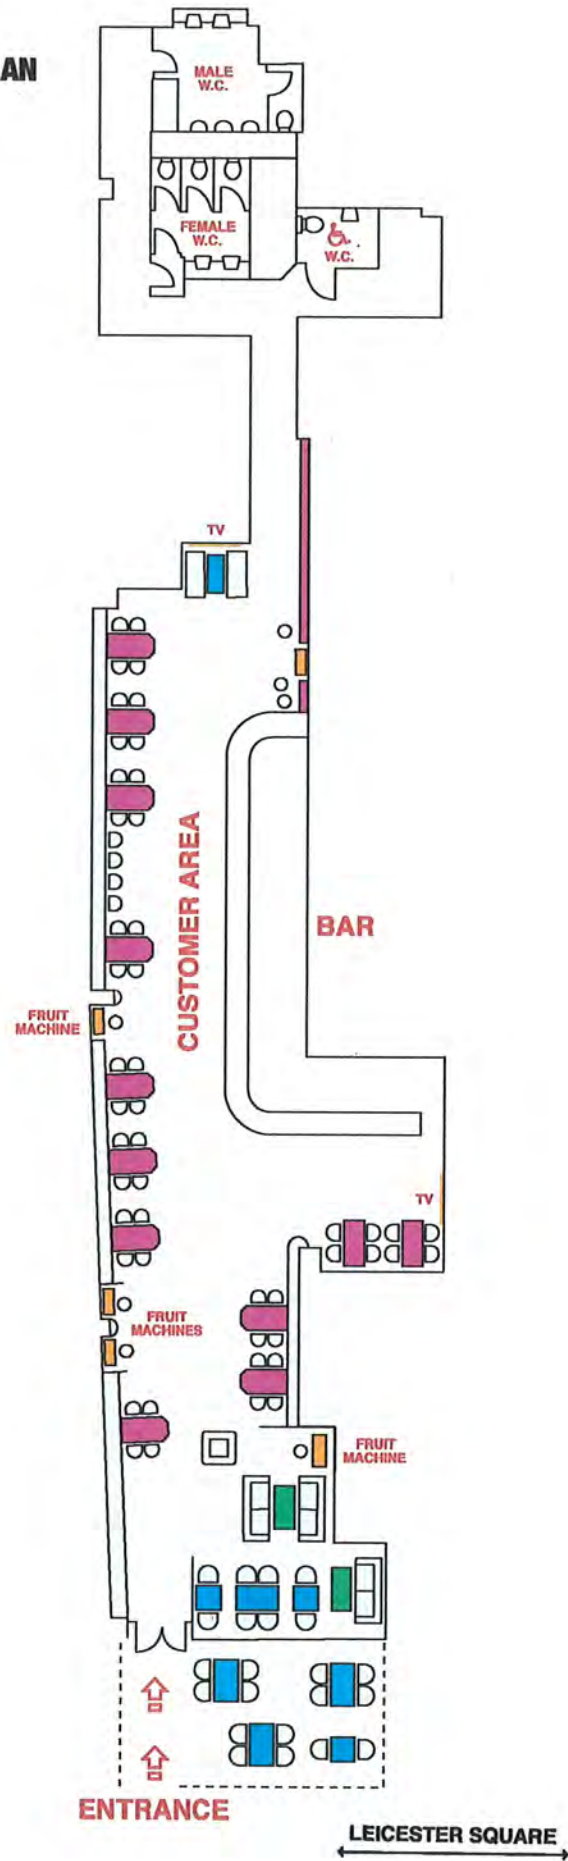 AN
MALE
W.C.
FEMALE
W.C.
W.C.
TV
CUSTOMER AREA
BAR
FRUIT
MACHINE
TV
FRUIT
MACHINES
FRUIT
MACHINE
ENTRANCE
LEICESTER SQUARE